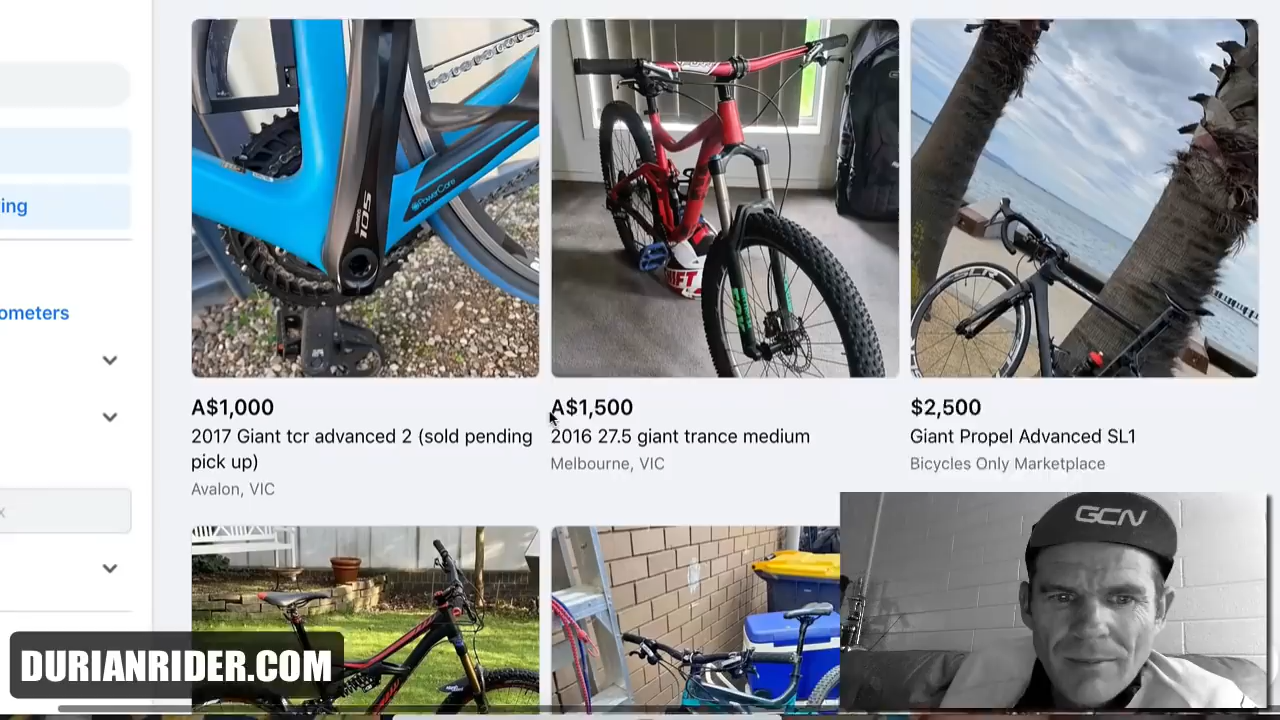 105
PowerCore
ing
ometers
A$1,000
2017 Giant tcr advanced 2 (sold pending
pick up)
Avalon, VIC
A$1,500
2016 27.5 giant trance medium
Melbourne, VIC
$2,500
Giant Propel Advanced SL1
Bicycles Only Marketplace
x
GCN
DURIANRIDER.COM